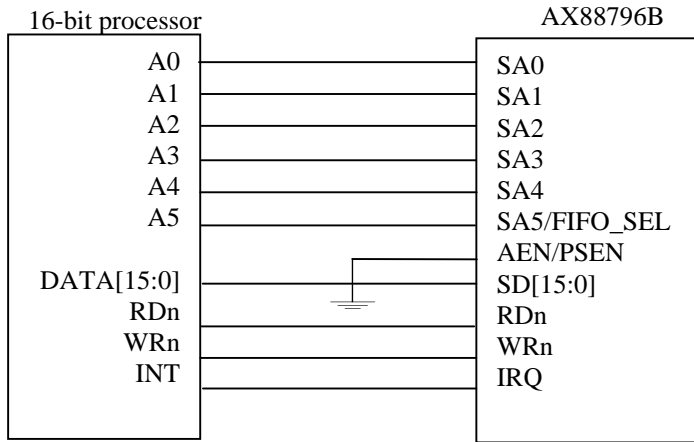 16-bit processor
AX88796B
A0
A1
A2
A3
A4
A5
DATA[15:0]
RDn
WRn
INT
SA0
SA1
SA2
SA3
SA4
SA5/FIFO_SEL
AEN/PSEN
SD[15:0]
RDn
WRn
IRQ